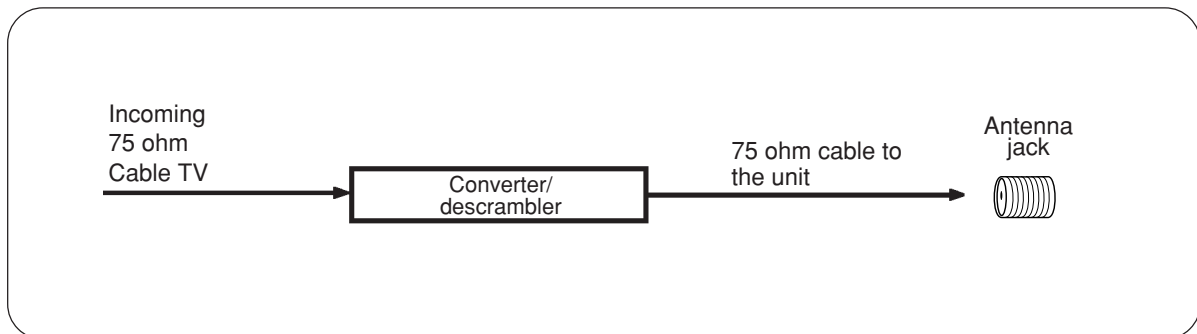 Incoming
75 ohm
Cable TV
Converter/
descrambler
75 ohm cable to
the unit
Antenna
jack